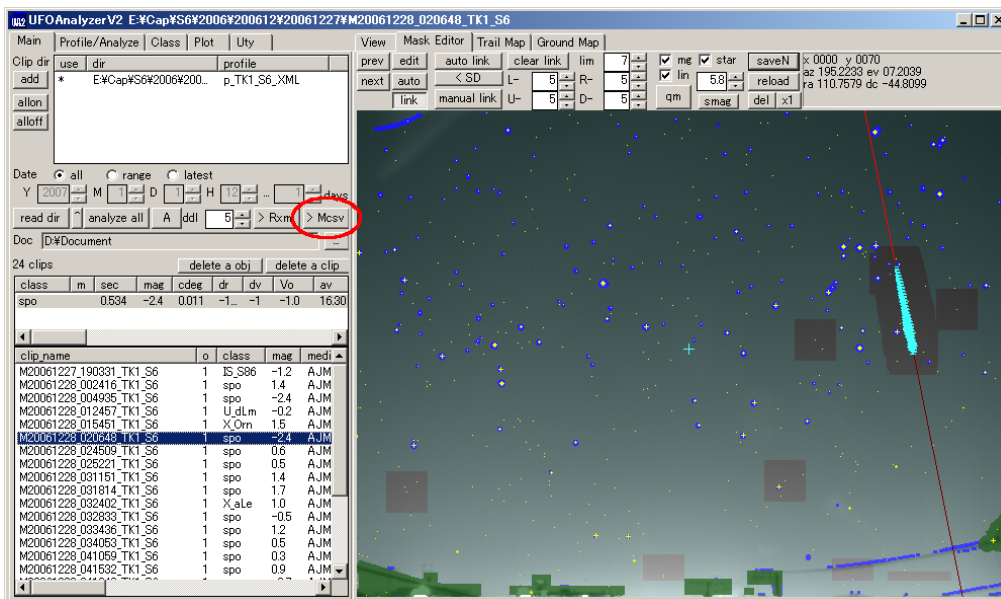 UA2 UFOAnalyzerV2 E:¥Cap¥S6¥2006¥200612¥20061227¥M20061228_020648_TK1_S6
Main Profile/Analyze Class Plot Uty
View Mask Editor Trail Map Ground Map
Clip dir use dir profile
add * E:¥Cap¥S6¥2006¥200... p_TK1_S6_XML
allon
alloff
prev edit auto link clear link lim 7 mg star saveN x 0000 y 0070
next auto < SD L- 5 R- 5 lin 5.8 reload az 195.2233 ev 07.2039
link manual link U- 5 D- 5 qm smag del x1 ra 110.7579 dc -44.8099
Date all range latest
Y 2007 M 1 D 1 H 12 ... 1 days
read dir ^ analyze all A ddl 5 > Rxm > Mcsv
Doc D:¥Document ...
24 clips delete a obj delete a clip
class m sec mag cdeg dr dv Vo av
spo 0.534 -2.4 0.011 -1... -1 -1.0 16.30
clip_name o class mag medi
M20061227_190331_TK1_S6 1 IS_S86 -1.2 AJM
M20061228_002416_TK1_S6 1 spo 1.4 AJM
M20061228_004935_TK1_S6 1 spo -2.4 AJM
M20061228_012457_TK1_S6 1 U_dLm -0.2 AJM
M20061228_015451_TK1_S6 1 X_Orn 1.5 AJM
M20061228_020648_TK1_S6 1 spo -2.4 AJM
M20061228_024509_TK1_S6 1 spo 0.6 AJM
M20061228_025221_TK1_S6 1 spo 0.5 AJM
M20061228_031151_TK1_S6 1 spo 1.4 AJM
M20061228_031814_TK1_S6 1 spo 1.7 AJM
M20061228_032402_TK1_S6 1 X_aLe 1.0 AJM
M20061228_032833_TK1_S6 1 spo -0.5 AJM
M20061228_033436_TK1_S6 1 spo 1.2 AJM
M20061228_034053_TK1_S6 1 spo 0.5 AJM
M20061228_041059_TK1_S6 1 spo 0.3 AJM
M20061228_041532_TK1_S6 1 spo 0.9 AJM